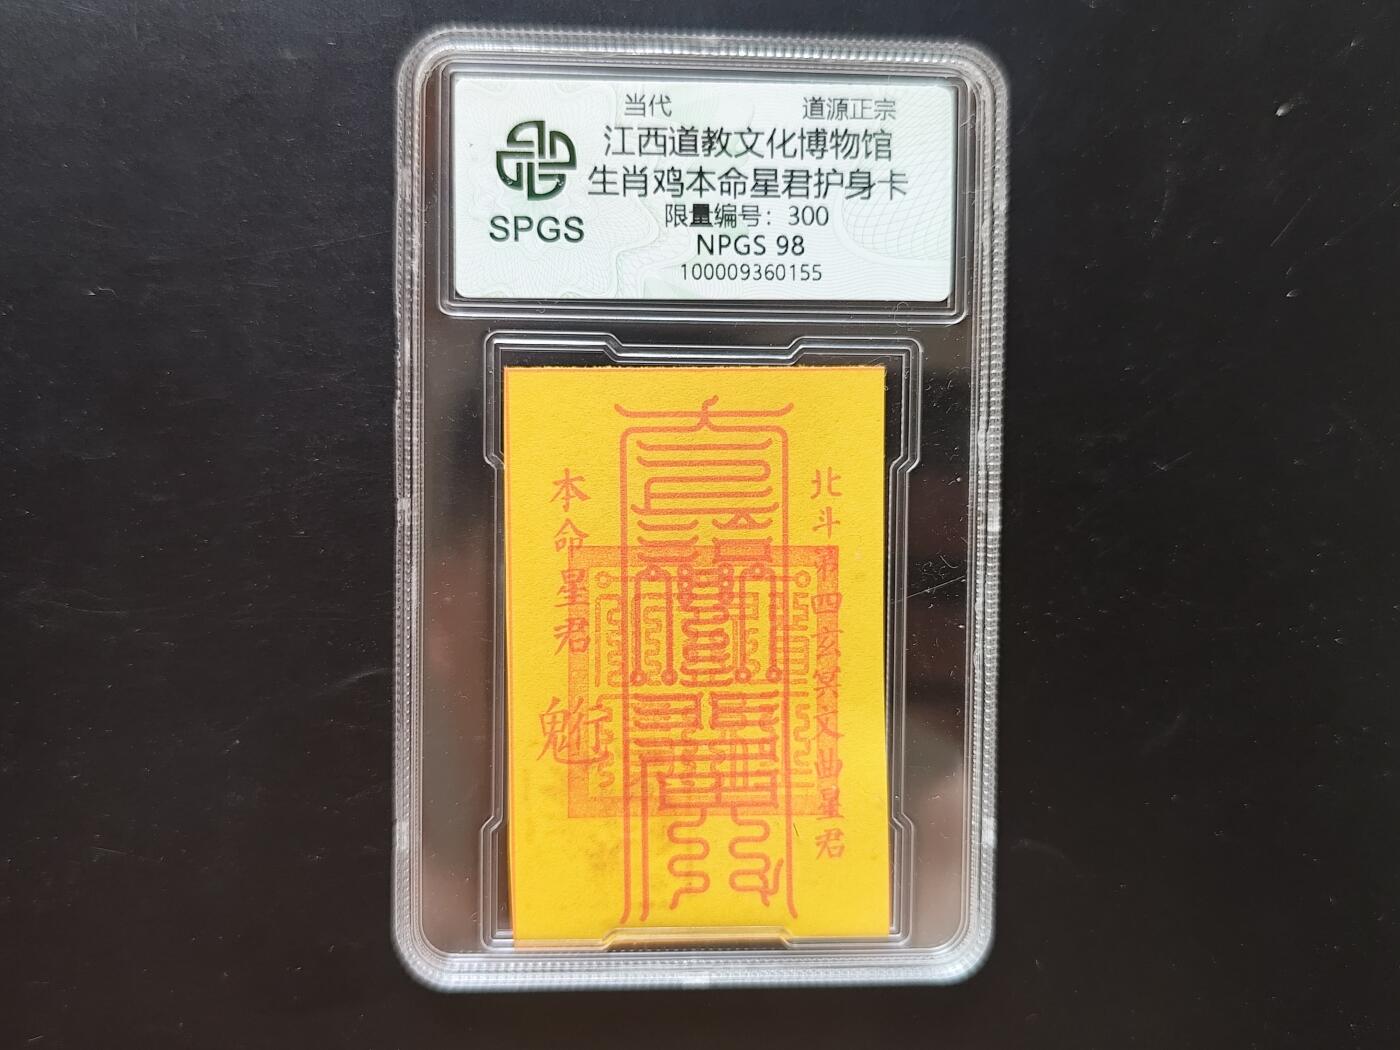 当代 道源正宗
江西道教文化博物馆
生肖鸡本命星君护身卡
限量编号：300
NPGS 98
100009360155
SPGS
北斗第四玄冥文曲星君
本命星君